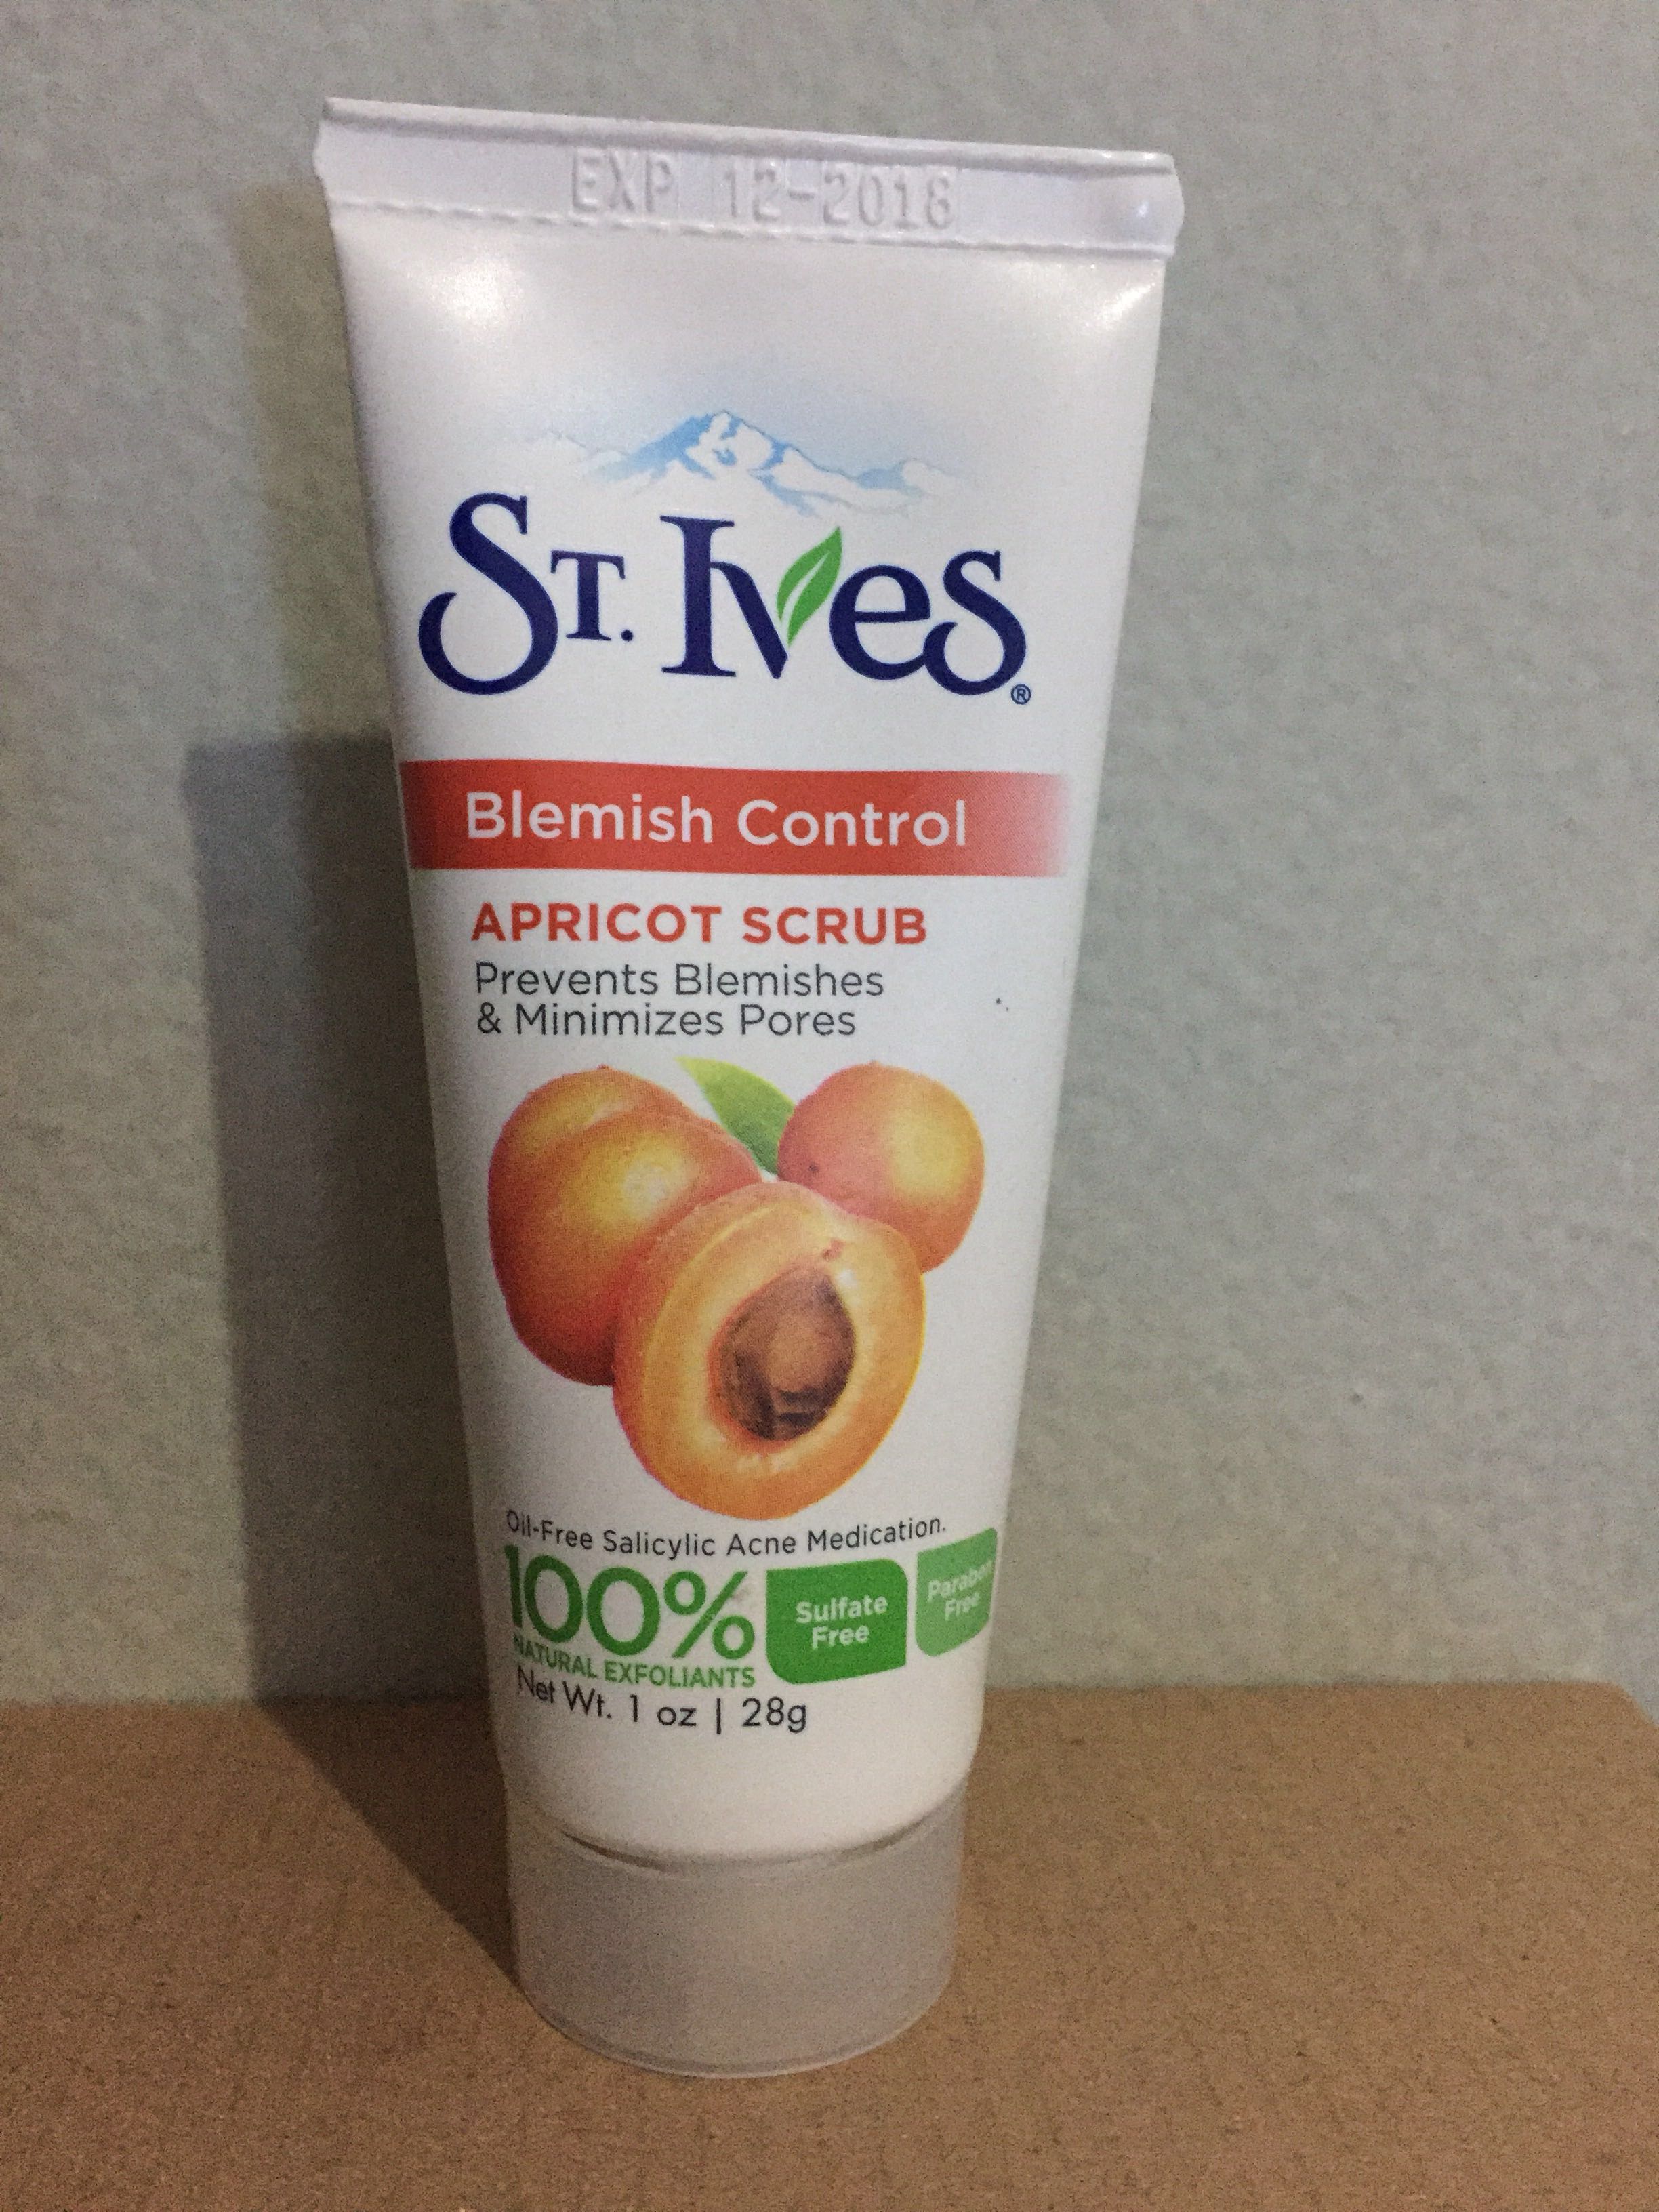 EXP 12-2018
ST. Ives®
Blemish Control
APRICOT SCRUB
Prevents Blemishes
& Minimizes Pores
Oil-Free Salicylic Acne Medication.
100%
NATURAL EXFOLIANTS
Sulfate
Free
Paraben
Free
Net Wt. 1 oz | 28g